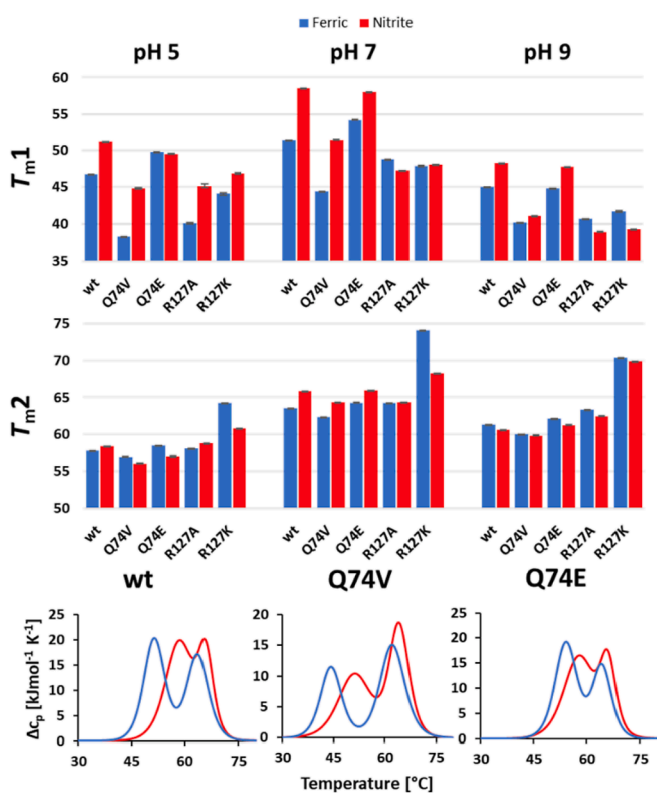 Ferric Nitrite
pH 5 pH 7 pH 9
Tm1
60
55
50
45
40
35
wt Q74V Q74E R127A R127K wt Q74V Q74E R127A R127K wt Q74V Q74E R127A R127K
Tm2
75
70
65
60
55
50
wt Q74V Q74E R127A R127K wt Q74V Q74E R127A R127K wt Q74V Q74E R127A R127K
wt Q74V Q74E
Δcp [kJmol-1 K-1]
25
20
15
10
5
0
30 45 60 75
20
15
10
5
0
30 45 60 75
25
20
15
10
5
0
30 45 60 75
Temperature [°C]